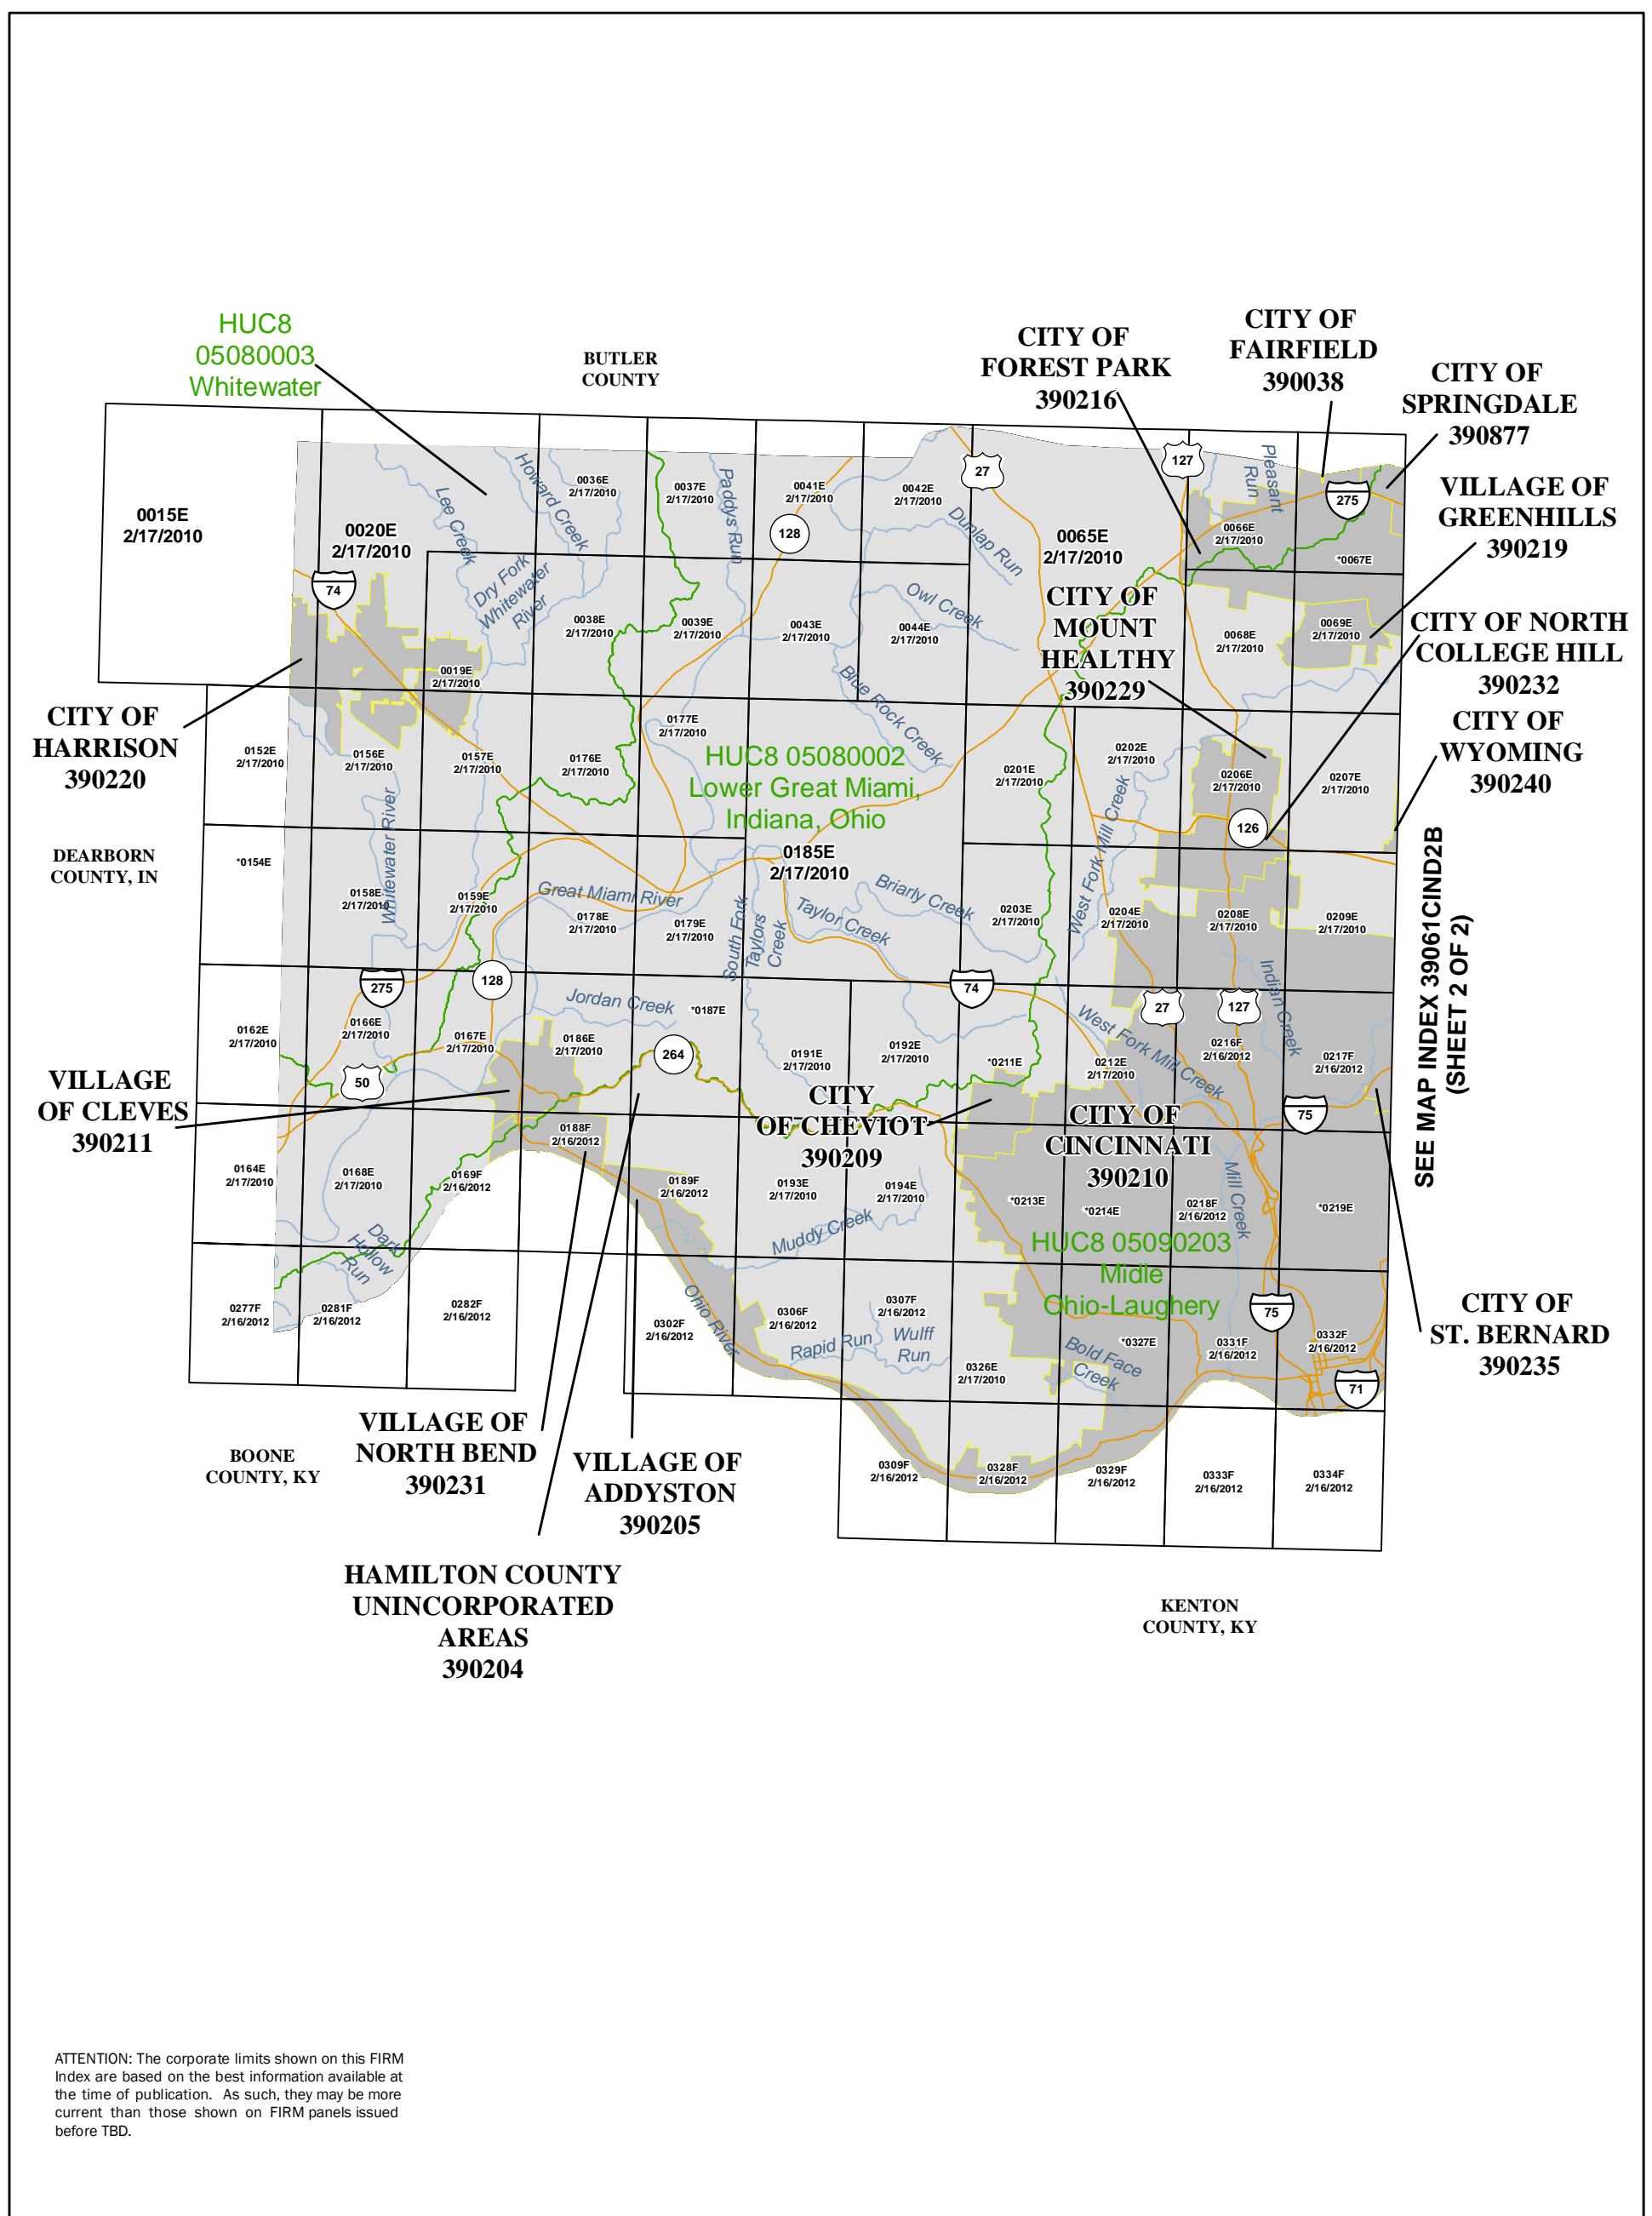 HUC8
05080003
Whitewater
BUTLER
COUNTY
CITY OF
FOREST PARK
390216
CITY OF
FAIRFIELD
390038
CITY OF
SPRINGDALE
390877
VILLAGE OF
GREENHILLS
390219
CITY OF NORTH
COLLEGE HILL
390232
CITY OF
WYOMING
390240
SEE MAP INDEX 39061CIND2B
(SHEET 2 OF 2)
CITY OF
MOUNT
HEALTHY
390229
CITY OF
HARRISON
390220
DEARBORN
COUNTY, IN
VILLAGE
OF CLEVES
390211
0015E
2/17/2010
0020E
2/17/2010
0036E
2/17/2010
0037E
2/17/2010
0041E
2/17/2010
0042E
2/17/2010
0065E
2/17/2010
0066E
2/17/2010
*0067E
27
127
275
128
74
Lee Creek
Howard Creek
Paddys Run
Dunlap Run
Pleasant
Run
Dry Fork
Whitewater
River
Owl Creek
0019E
2/17/2010
0038E
2/17/2010
0039E
2/17/2010
0043E
2/17/2010
0044E
2/17/2010
0068E
2/17/2010
0069E
2/17/2010
Blue Rock Creek
0152E
2/17/2010
0156E
2/17/2010
0157E
2/17/2010
0176E
2/17/2010
0177E
2/17/2010
HUC8 05080002
Lower Great Miami,
Indiana, Ohio
0201E
2/17/2010
0202E
2/17/2010
0206E
2/17/2010
0207E
2/17/2010
126
Whitewater River
West Fork Mill Creek
*0154E
0158E
2/17/2010
0159E
2/17/2010
Great Miami River
0178E
2/17/2010
0179E
2/17/2010
0185E
2/17/2010
South Fork
Taylors
Creek
Taylor Creek
Briarly Creek
0203E
2/17/2010
0204E
2/17/2010
0208E
2/17/2010
0209E
2/17/2010
Indian Creek
275
128
74
27
127
0162E
2/17/2010
0166E
2/17/2010
0167E
2/17/2010
Jordan Creek
0186E
2/17/2010
*0187E
264
50
0191E
2/17/2010
0192E
2/17/2010
*0211E
0212E
2/17/2010
West Fork Mill Creek
0216F
2/16/2012
0217F
2/16/2012
75
CITY
OF CHEVIOT
390209
CITY OF
CINCINNATI
390210
0164E
2/17/2010
0168E
2/17/2010
0169F
2/16/2012
0188F
2/16/2012
0189F
2/16/2012
0193E
2/17/2010
0194E
2/17/2010
*0213E
*0214E
0218F
2/16/2012
*0219E
Mill Creek
Muddy Creek
Dark
Hollow
Run
HUC8 05090203
Midle
Ohio-Laughery
0277F
2/16/2012
0281F
2/16/2012
0282F
2/16/2012
0302F
2/16/2012
Ohio River
0306F
2/16/2012
0307F
2/16/2012
Rapid Run
Wulff
Run
0326E
2/17/2010
*0327E
Bold Face
Creek
0331F
2/16/2012
0332F
2/16/2012
75
71
CITY OF
ST. BERNARD
390235
0309F
2/16/2012
0328F
2/16/2012
0329F
2/16/2012
0333F
2/16/2012
0334F
2/16/2012
BOONE
COUNTY, KY
VILLAGE OF
NORTH BEND
390231
VILLAGE OF
ADDYSTON
390205
HAMILTON COUNTY
UNINCORPORATED
AREAS
390204
KENTON
COUNTY, KY
ATTENTION: The corporate limits shown on this FIRM
Index are based on the best information available at
the time of publication. As such, they may be more
current than those shown on FIRM panels issued
before TBD.